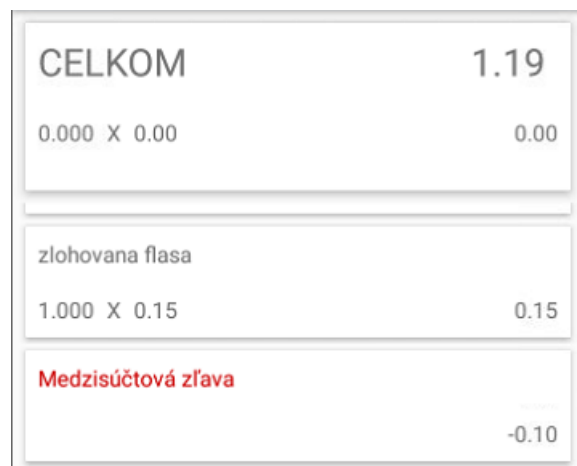 CELKOM 1.19
0.000 X 0.00 0.00
zlohovana flasa
1.000 X 0.15 0.15
Medzisúčtová zľava
-0.10